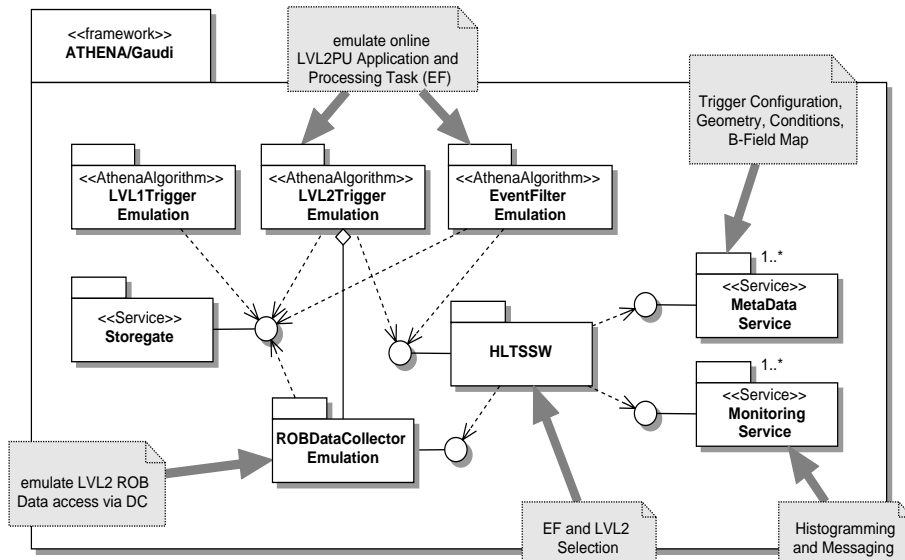 <<framework>>
ATHENA/Gaudi
emulate online
LVL2PU Application and
Processing Task (EF)
Trigger Configuration,
Geometry, Conditions,
B-Field Map
<<AthenaAlgorithm>>
LVL1Trigger
Emulation
<<AthenaAlgorithm>>
LVL2Trigger
Emulation
<<AthenaAlgorithm>>
EventFilter
Emulation
1..*
<<Service>>
MetaData
Service
<<Service>>
Storegate
HLTSSW
1..*
<<Service>>
Monitoring
Service
ROBDataCollector
Emulation
emulate LVL2 ROB
Data access via DC
EF and LVL2
Selection
Histogramming
and Messaging